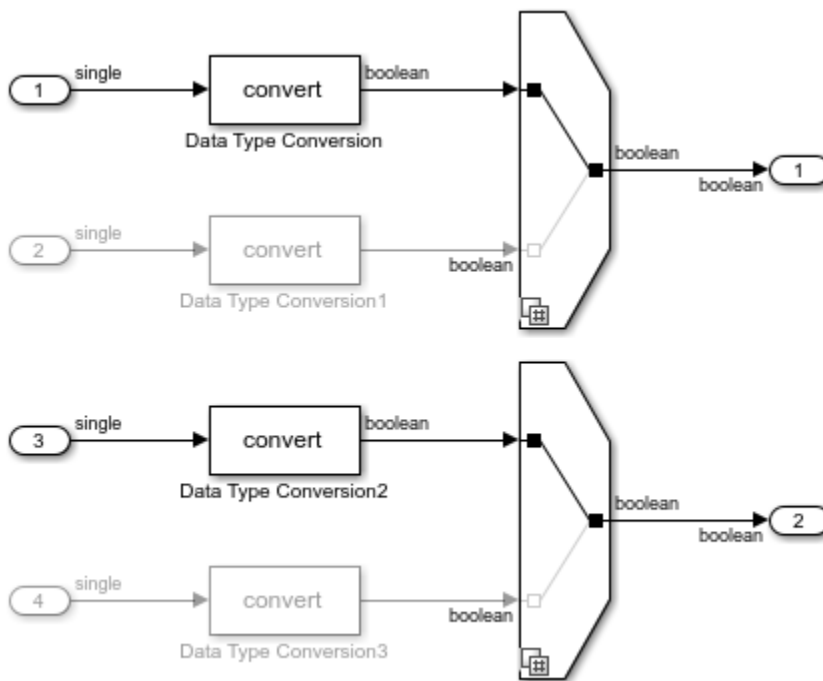 single
boolean
1
convert
Data Type Conversion
boolean
1
boolean
single
2
convert
boolean
Data Type Conversion1
#
single
boolean
3
convert
Data Type Conversion2
boolean
2
boolean
single
4
convert
boolean
Data Type Conversion3
#